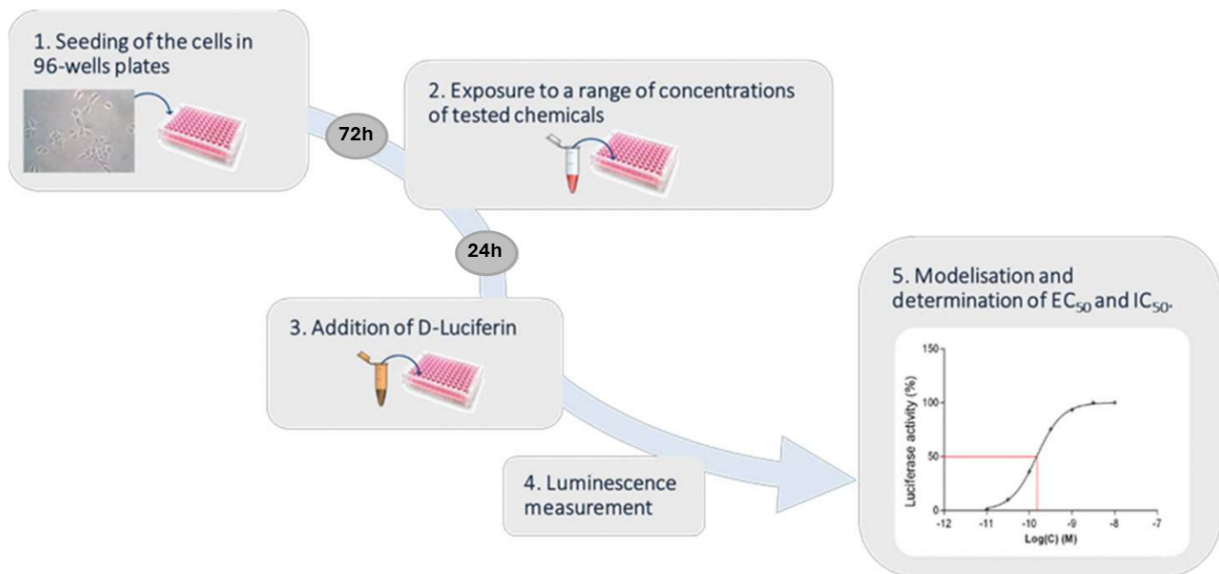 1. Seeding of the cells in
96-wells plates
72h
2. Exposure to a range of concentrations
of tested chemicals
24h
3. Addition of D-Luciferin
4. Luminescence
measurement
5. Modelisation and
determination of EC50 and IC50.
150
100
50
0
Luciferase activity (%)
-12 -11 -10 -9 -8 -7
Log(C) (M)